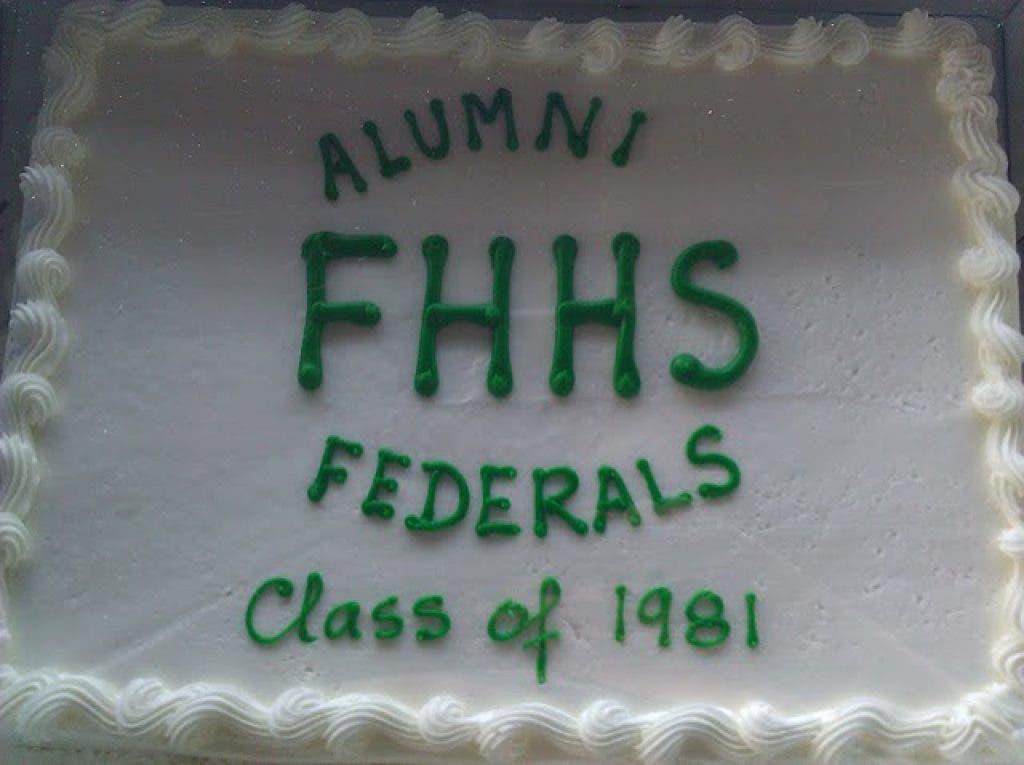 ALUMNI
FHHS
FEDERALS
Class of 1981